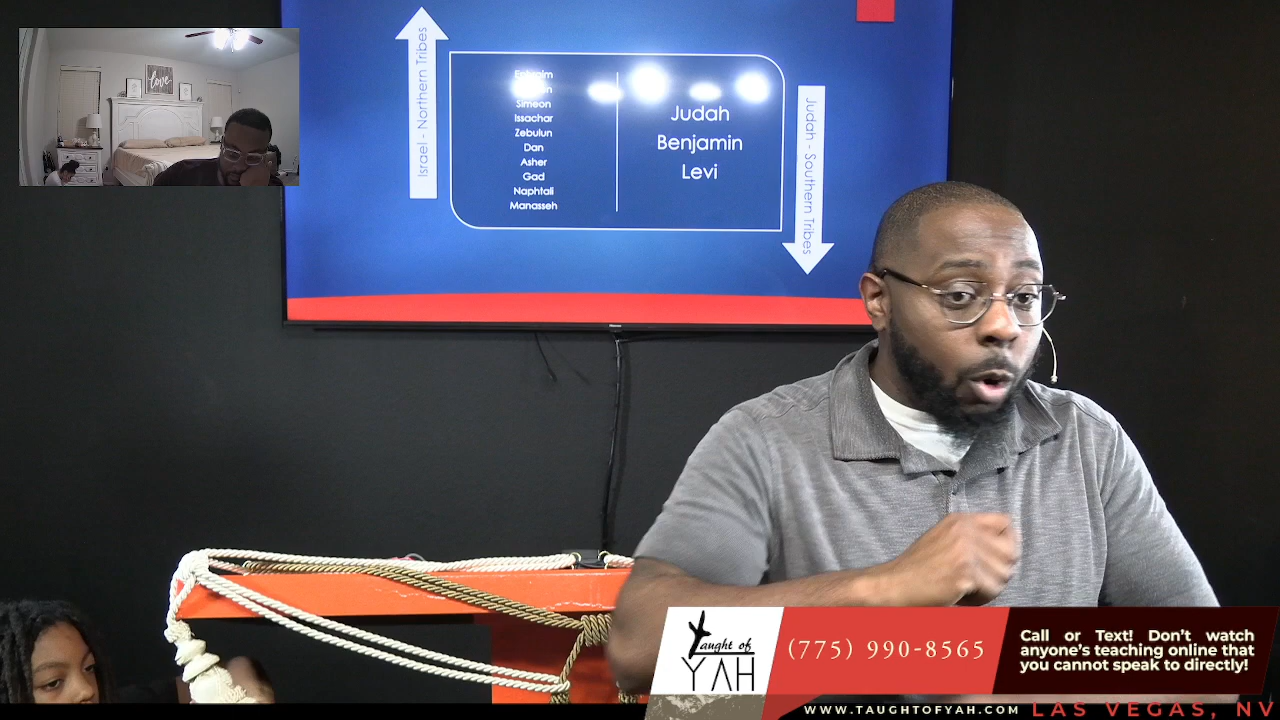 love
Israel - Northern Tribes
Ephraim
Simeon
Issachar
Zebulun
Dan
Asher
Gad
Naphtali
Manasseh
Judah
Benjamin
Levi
Judah - Southern Tribes
Taught of
YAH
(775) 990-8565
Call or Text! Don't watch
anyone's teaching online that
you cannot speak to directly!
WWW.TAUGHTOFYAH.COM
LAS VEGAS, NV